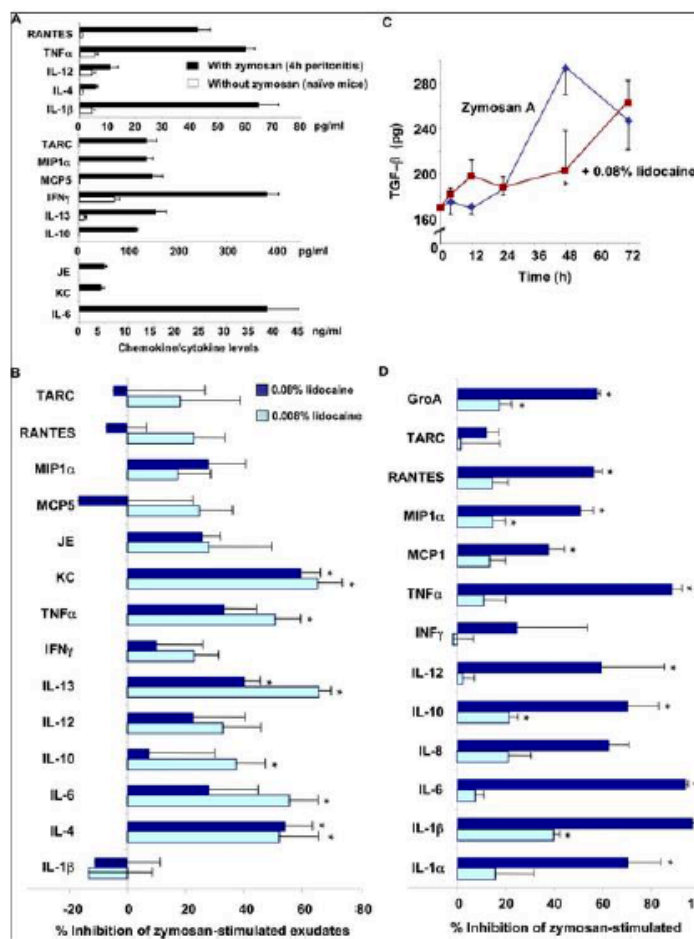 A
RANTES
TNFα
IL-12
IL-4
IL-1β
With zymosan (4h peritonitis)
Without zymosan (naïve mice)
0 10 20 30 40 50 60 70 80
pg/ml
TARC
MIP1α
MCP5
IFNγ
IL-13
IL-10
0 100 200 300 400
pg/ml
JE
KC
IL-6
0 5 10 15 20 25 30 35 40 45
ng/ml
Chemokine/cytokine levels
C
TGF-β (pg)
280
240
200
160
0
Zymosan A
+ 0.08% lidocaine
*
0 12 24 36 48 60 72
Time (h)
B
0.08% lidocaine
0.008% lidocaine
TARC
RANTES
MIP1α
MCP5
JE
KC * *
TNFα *
IFNγ
IL-13 * *
IL-12
IL-10 *
IL-6 *
IL-4 * *
IL-1β
-20 0 20 40 60 80
% Inhibition of zymosan-stimulated exudates
D
GroA * *
TARC
RANTES *
MIP1α * *
MCP1 *
TNFα *
INFγ
IL-12 *
IL-10 * *
IL-8
IL-6
IL-1β *
IL-1α *
0 20 40 60 80
% Inhibition of zymosan-stimulated